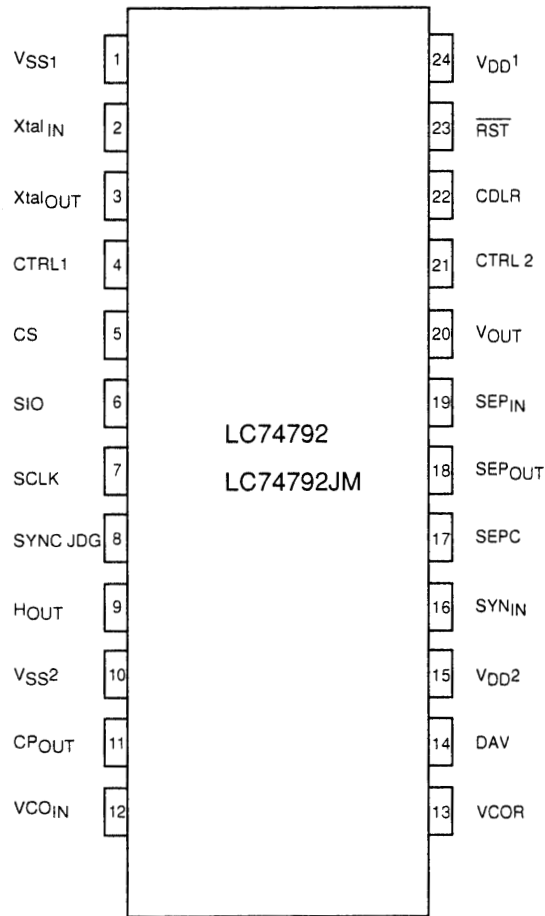 VSS1 1 24 VDD1
XtalIN 2 23 RST
XtalOUT 3 22 CDLR
CTRL1 4 21 CTRL 2
CS 5 20 VOUT
SIO 6 19 SEPIN
LC74792
SCLK 7 18 SEPOUT
LC74792JM
SYNC JDG 8 17 SEPC
HOUT 9 16 SYNIN
VSS2 10 15 VDD2
CPOUT 11 14 DAV
VCOIN 12 13 VCOR